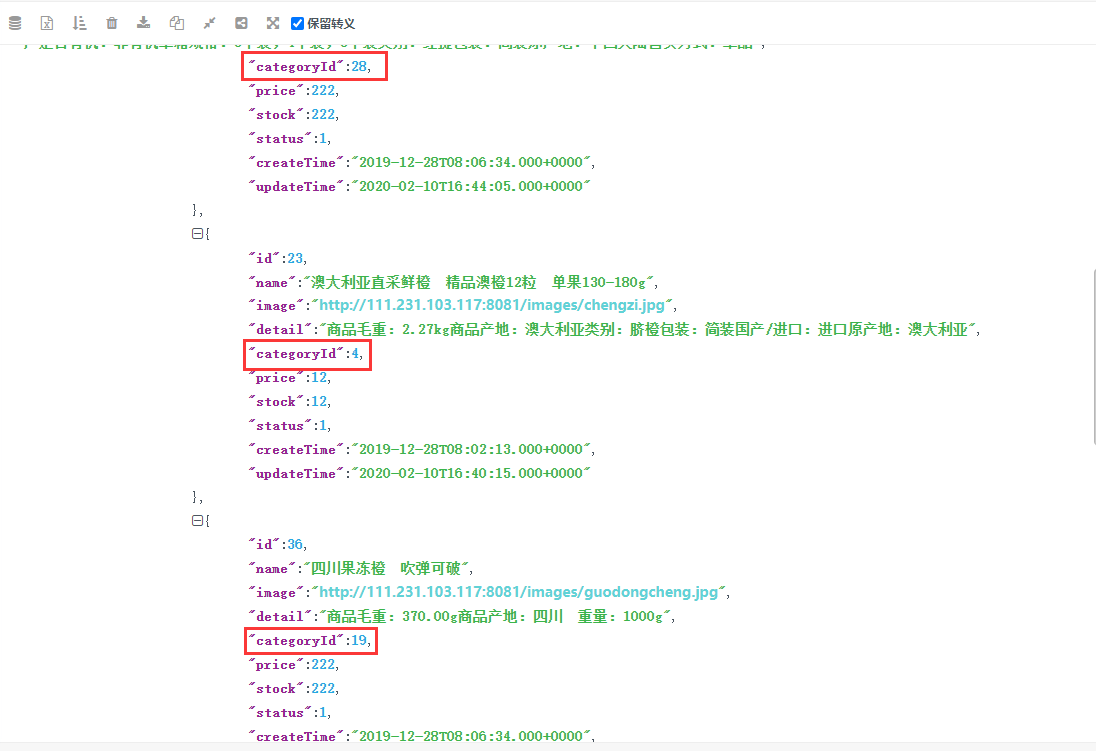 保留转义
"categoryId":28,
"price":222,
"stock":222,
"status":1,
"createTime":"2019-12-28T08:06:34.000+0000",
"updateTime":"2020-02-10T16:44:05.000+0000"
},
{
"id":23,
"name":"澳大利亚直采鲜橙　精品澳橙12粒　单果130-180g",
"image":"http://111.231.103.117:8081/images/chengzi.jpg",
"detail":"商品毛重：2.27kg商品产地：澳大利亚类别：脐橙包装：简装国产/进口：进口原产地：澳大利亚",
"categoryId":4,
"price":12,
"stock":12,
"status":1,
"createTime":"2019-12-28T08:02:13.000+0000",
"updateTime":"2020-02-10T16:40:15.000+0000"
},
{
"id":36,
"name":"四川果冻橙　吹弹可破",
"image":"http://111.231.103.117:8081/images/guodongcheng.jpg",
"detail":"商品毛重：370.00g商品产地：四川　重量：1000g",
"categoryId":19,
"price":222,
"stock":222,
"status":1,
"createTime":"2019-12-28T08:06:34.000+0000",